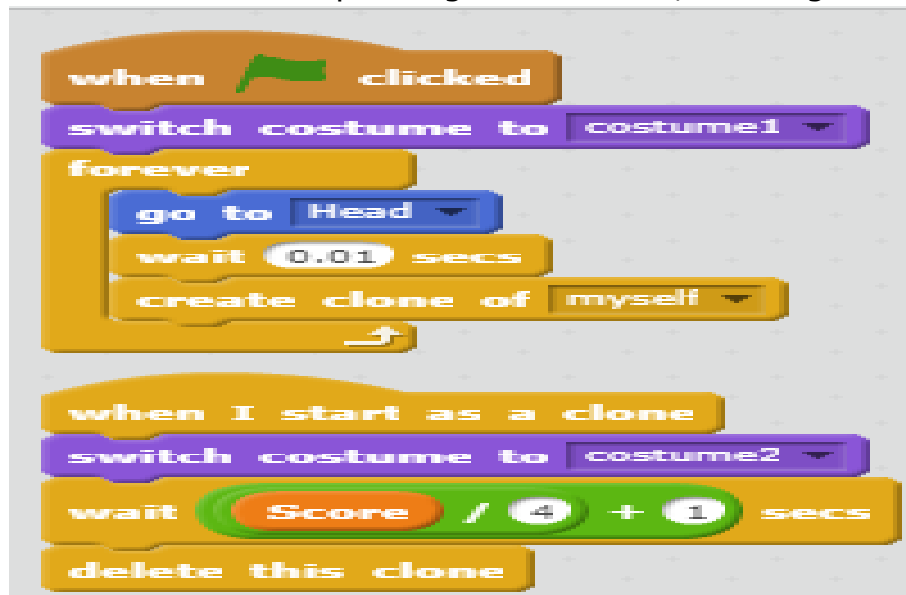 when clicked
switch costume to costume1
forever
go to Head
wait 0.01 secs
create clone of myself
when I start as a clone
switch costume to costume2
wait Score / 4 + 1 secs
delete this clone